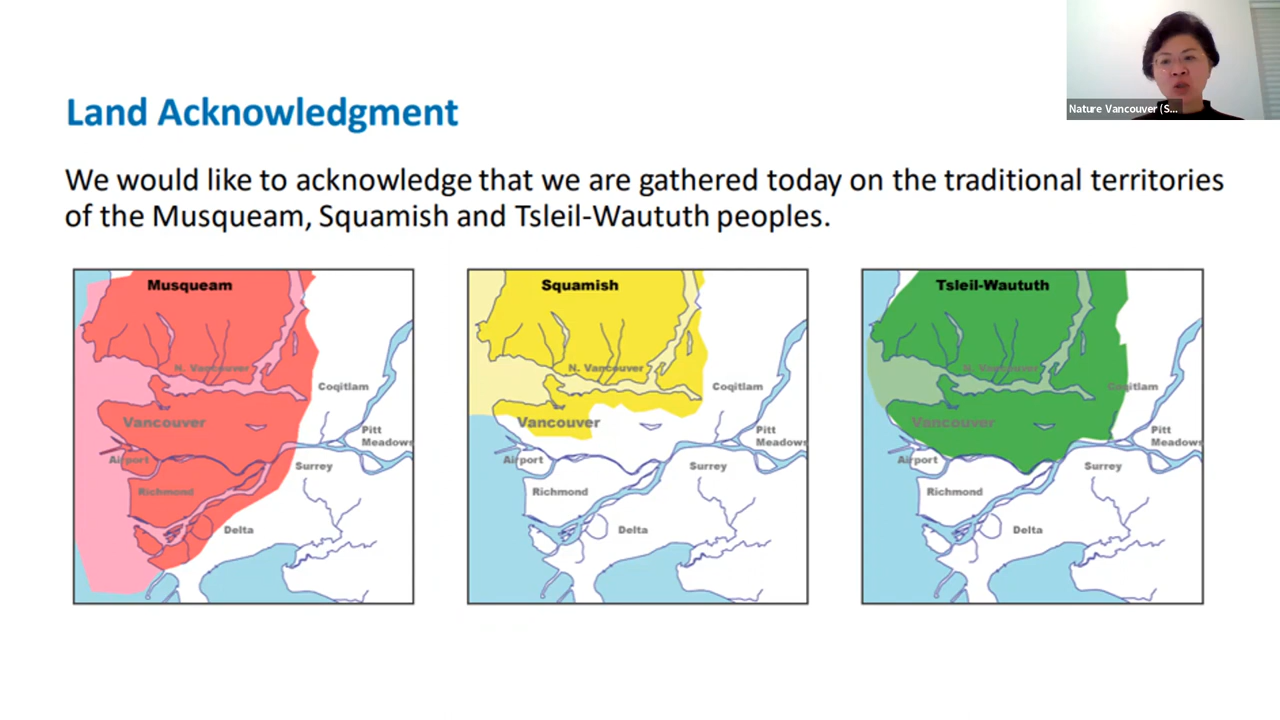 Land Acknowledgment
Nature Vancouver (S...
We would like to acknowledge that we are gathered today on the traditional territories
of the Musqueam, Squamish and Tsleil-Waututh peoples.
Musqueam
N. Vancouver
Coqitlam
Vancouver
Pitt
Meadows
Airport
Surrey
Richmond
Delta
Squamish
N. Vancouver
Coqitlam
Vancouver
Pitt
Meadows
Airport
Surrey
Richmond
Delta
Tsleil-Waututh
N. Vancouver
Coqitlam
Vancouver
Pitt
Meadows
Airport
Surrey
Richmond
Delta